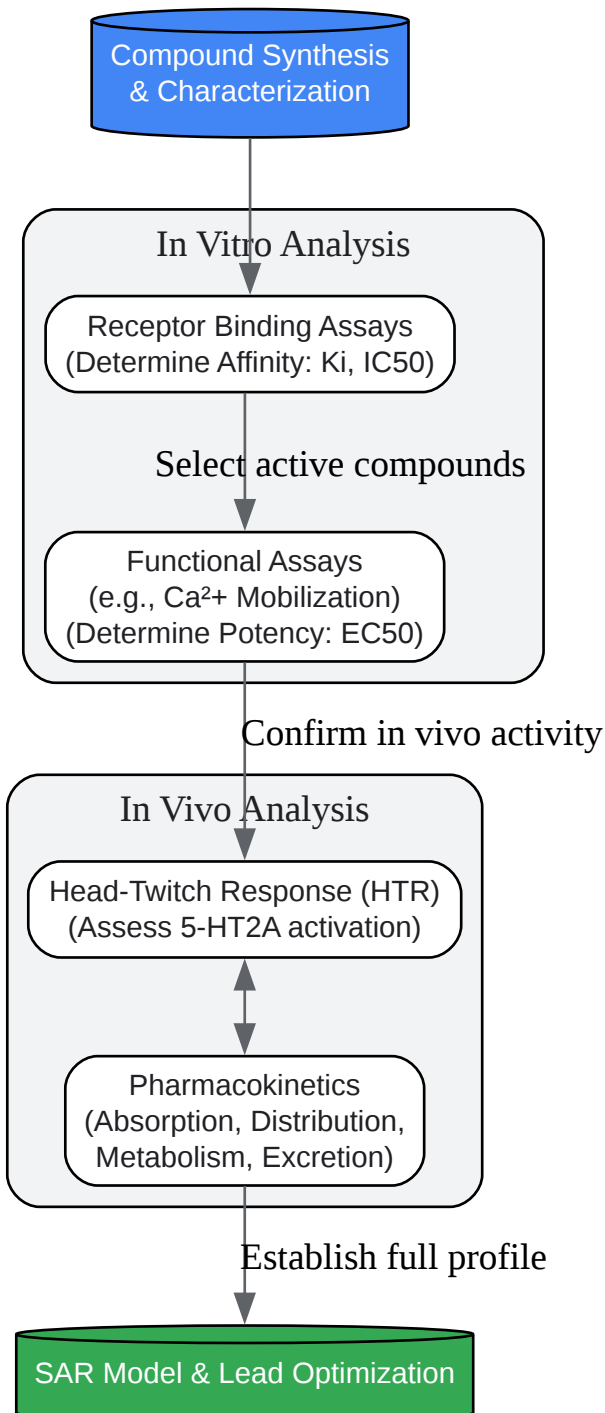 Compound Synthesis
& Characterization
In Vitro Analysis
Receptor Binding Assays
(Determine Affinity: Ki, IC50)
Select active compounds
Functional Assays
(e.g., Ca²+ Mobilization)
(Determine Potency: EC50)
Confirm in vivo activity
In Vivo Analysis
Head-Twitch Response (HTR)
(Assess 5-HT2A activation)
Pharmacokinetics
(Absorption, Distribution,
Metabolism, Excretion)
Establish full profile
SAR Model & Lead Optimization